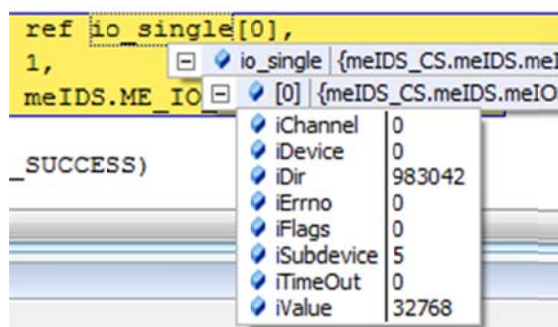 ref io_single[0],
1, io_single {meIDS_CS.meIDS.meI
meIDS.ME_IO_ [0] {meIDS_CS.meIDS.meIO
iChannel 0
iDevice 0
_SUCCESS) iDir 983042
iErrno 0
iFlags 0
iSubdevice 5
iTimeOut 0
iValue 32768